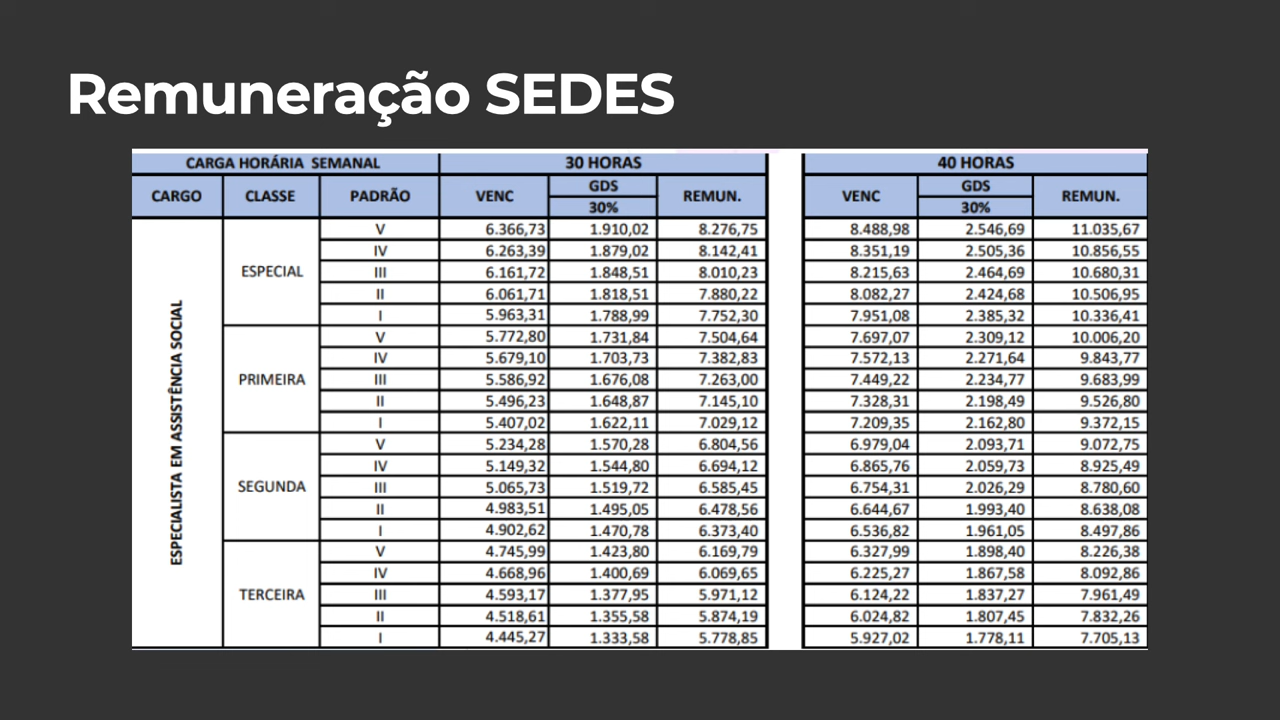 Remuneração SEDES
CARGA HORÁRIA SEMANAL 30 HORAS 40 HORAS
CARGO CLASSE PADRÃO VENC GDS 30% REMUN. VENC GDS 30% REMUN.
ESPECIALISTA EM ASSISTÊNCIA SOCIAL
ESPECIAL
V 6.366,73 1.910,02 8.276,75 8.488,98 2.546,69 11.035,67
IV 6.263,39 1.879,02 8.142,41 8.351,19 2.505,36 10.856,55
III 6.161,72 1.848,51 8.010,23 8.215,63 2.464,69 10.680,31
II 6.061,71 1.818,51 7.880,22 8.082,27 2.424,68 10.506,95
I 5.963,31 1.788,99 7.752,30 7.951,08 2.385,32 10.336,41
PRIMEIRA
V 5.772,80 1.731,84 7.504,64 7.697,07 2.309,12 10.006,20
IV 5.679,10 1.703,73 7.382,83 7.572,13 2.271,64 9.843,77
III 5.586,92 1.676,08 7.263,00 7.449,22 2.234,77 9.683,99
II 5.496,23 1.648,87 7.145,10 7.328,31 2.198,49 9.526,80
I 5.407,02 1.622,11 7.029,12 7.209,35 2.162,80 9.372,15
SEGUNDA
V 5.234,28 1.570,28 6.804,56 6.979,04 2.093,71 9.072,75
IV 5.149,32 1.544,80 6.694,12 6.865,76 2.059,73 8.925,49
III 5.065,73 1.519,72 6.585,45 6.754,31 2.026,29 8.780,60
II 4.983,51 1.495,05 6.478,56 6.644,67 1.993,40 8.638,08
I 4.902,62 1.470,78 6.373,40 6.536,82 1.961,05 8.497,86
TERCEIRA
V 4.745,99 1.423,80 6.169,79 6.327,99 1.898,40 8.226,38
IV 4.668,96 1.400,69 6.069,65 6.225,27 1.867,58 8.092,86
III 4.593,17 1.377,95 5.971,12 6.124,22 1.837,27 7.961,49
II 4.518,61 1.355,58 5.874,19 6.024,82 1.807,45 7.832,26
I 4.445,27 1.333,58 5.778,85 5.927,02 1.778,11 7.705,13